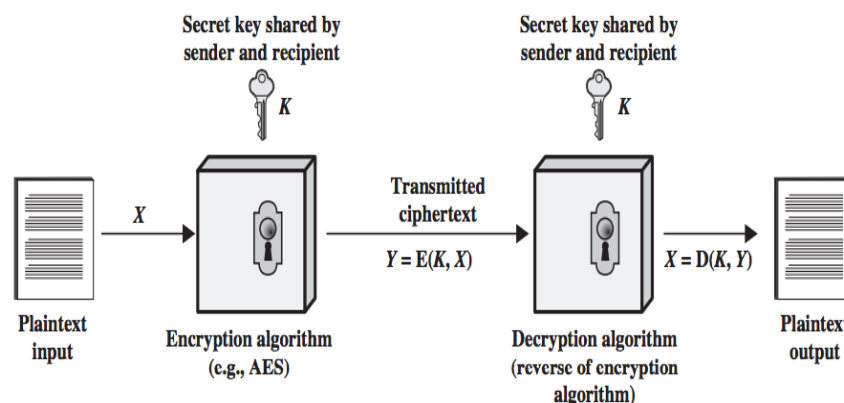 Secret key shared by
sender and recipient
K
Secret key shared by
sender and recipient
K
X
Transmitted
ciphertext
Y = E(K, X)
X = D(K, Y)
Plaintext
input
Encryption algorithm
(e.g., AES)
Decryption algorithm
(reverse of encryption
algorithm)
Plaintext
output